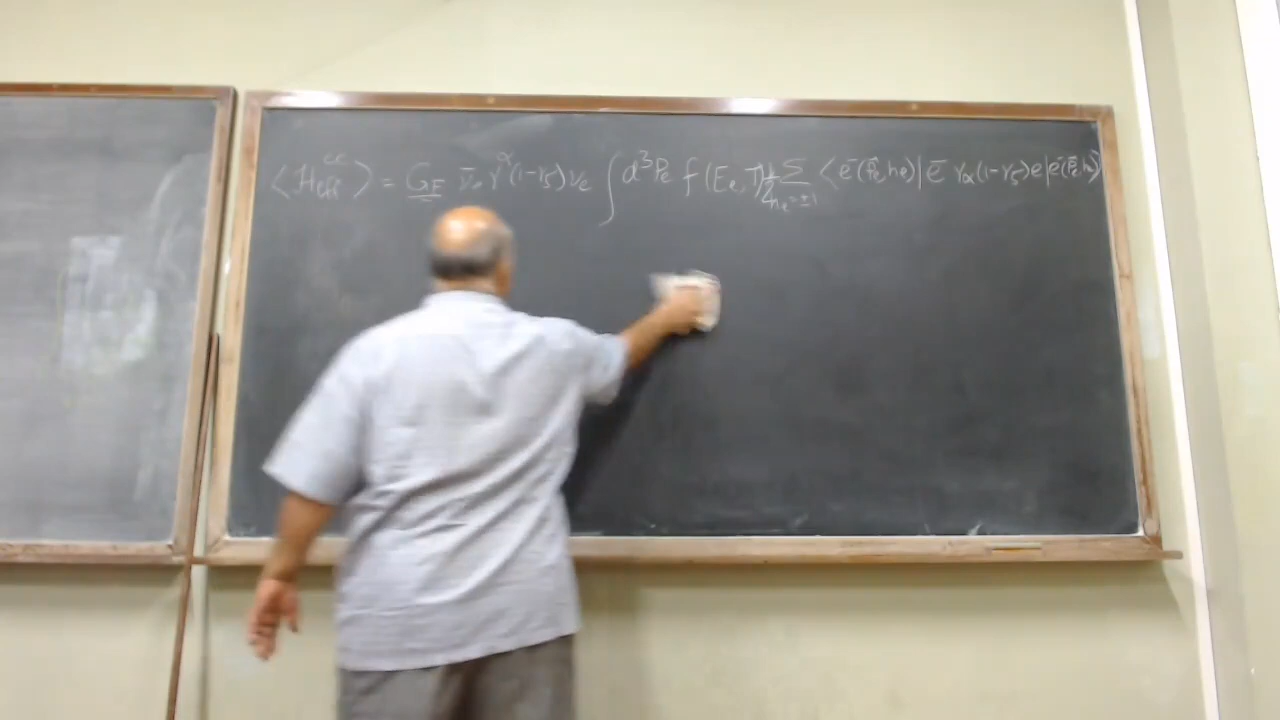 ⟨H_eff^cc⟩ = G_F ν̄_e γ^α(1-γ_5)ν_e ∫ d^3P_e f(E_e,T) 1/2 Σ_{h_e=±1} ⟨e^-(p⃗_e,h_e)| ē γ_α(1-γ_5)e|e^-(p⃗_e,h_e)⟩